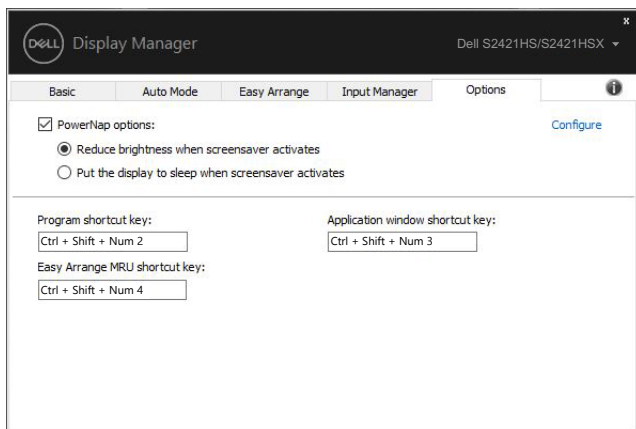 x
DELL Display Manager Dell S2421HS/S2421HSX
Basic Auto Mode Easy Arrange Input Manager Options i
PowerNap options: Configure
Reduce brightness when screensaver activates
Put the display to sleep when screensaver activates
Program shortcut key: Application window shortcut key:
Ctrl + Shift + Num 2 Ctrl + Shift + Num 3
Easy Arrange MRU shortcut key:
Ctrl + Shift + Num 4